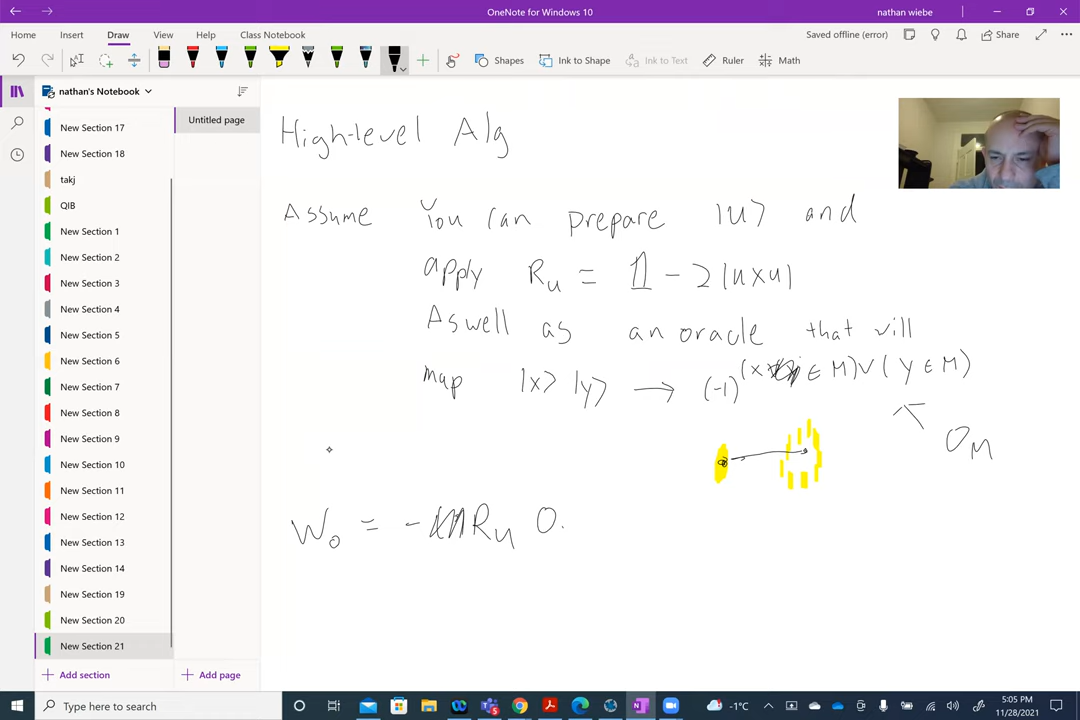 OneNote for Windows 10
nathan wiebe
Home Insert Draw View Help Class Notebook
Saved offline (error)
Share
Shapes
Ink to Shape
Ink to Text
Ruler
Math
nathan's Notebook
New Section 17
New Section 18
takj
QIB
New Section 1
New Section 2
New Section 3
New Section 4
New Section 5
New Section 6
New Section 7
New Section 8
New Section 9
New Section 10
New Section 11
New Section 12
New Section 13
New Section 14
New Section 19
New Section 20
New Section 21
Add section
Untitled page
Add page
High-level Alg
Assume You can prepare |u> and
apply R_u = 𝟙 - 2|u><u|
Aswell as an oracle that will
map |x> |y> → (-1)^(x ∈ M)∨(y ∈ M)
O_M
W_0 = - R_u O.
Type here to search
-1°C
5:05 PM
11/28/2021